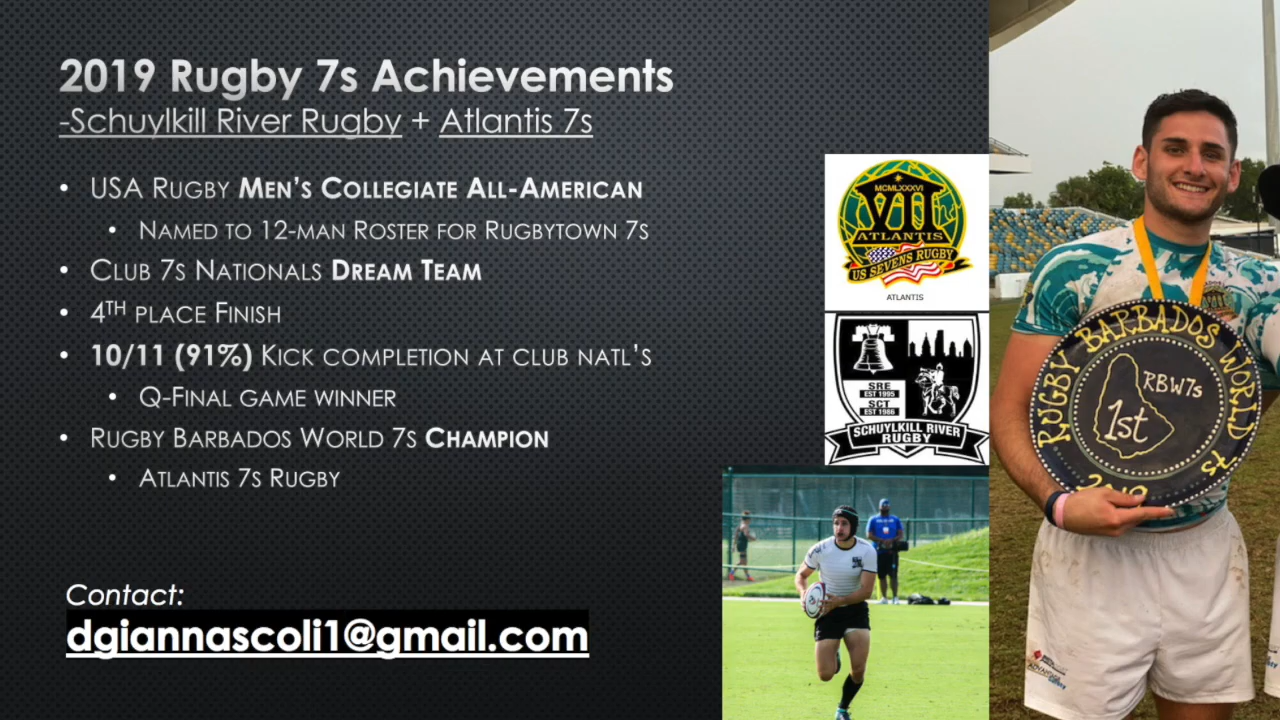 2019 Rugby 7s Achievements
-Schuylkill River Rugby + Atlantis 7s
• USA Rugby Men's Collegiate All-American
• Named to 12-man Roster for Rugbytown 7s
• Club 7s Nationals Dream Team
• 4th place Finish
• 10/11 (91%) Kick completion at club natl's
• Q-Final game winner
• Rugby Barbados World 7s Champion
• Atlantis 7s Rugby
Contact:
dgiannascoli1@gmail.com
MCMLXXXVI
VII
ATLANTIS
US SEVENS RUGBY
ATLANTIS
SRE
EST 1995
SCT
EST 1986
SCHUYLKILL RIVER
RUGBY
RUGBY BARBADOS WORLD 7s
RBW7s
1st
2019